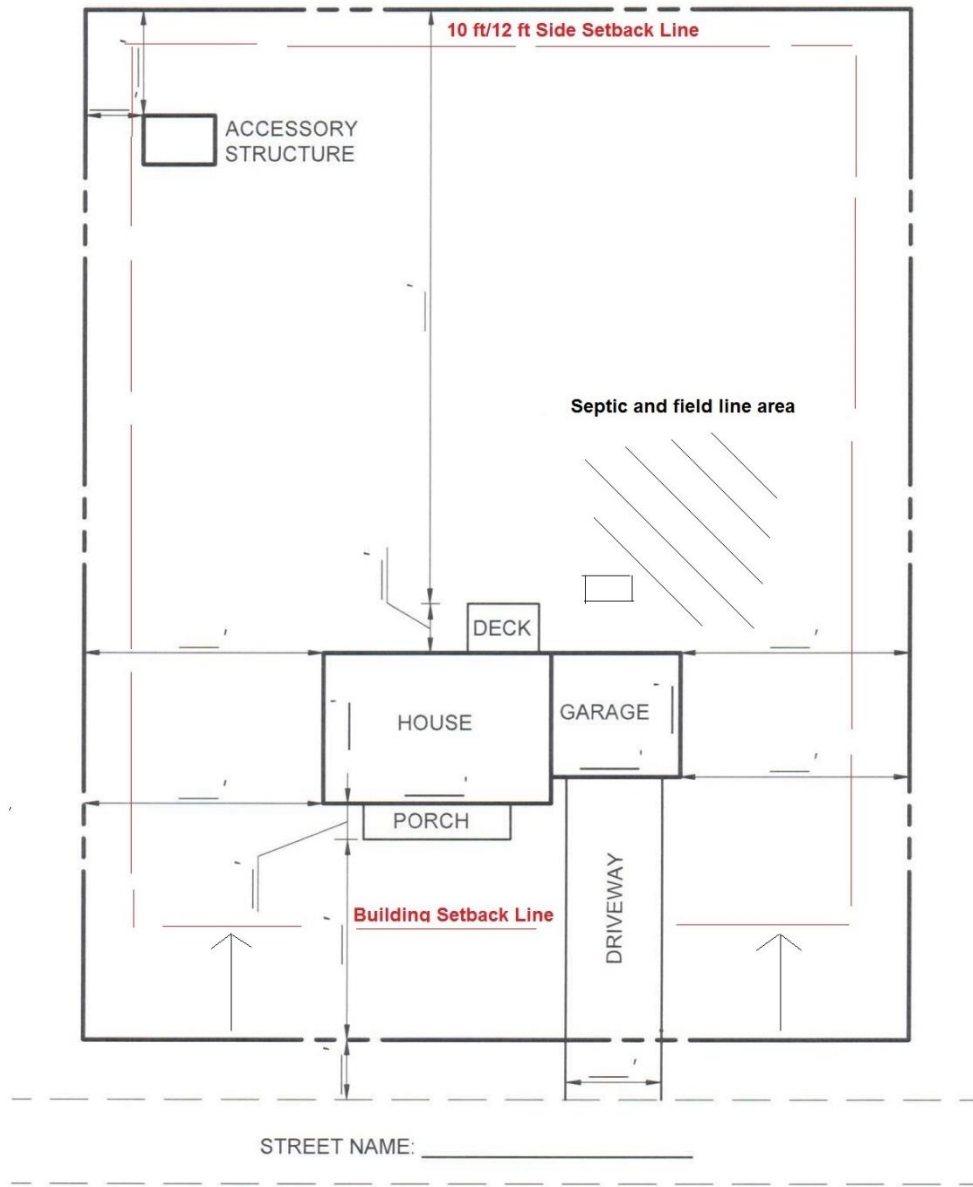 10 ft/12 ft Side Setback Line
ACCESSORY
STRUCTURE
Septic and field line area
DECK
HOUSE
GARAGE
PORCH
Building Setback Line
DRIVEWAY
STREET NAME: